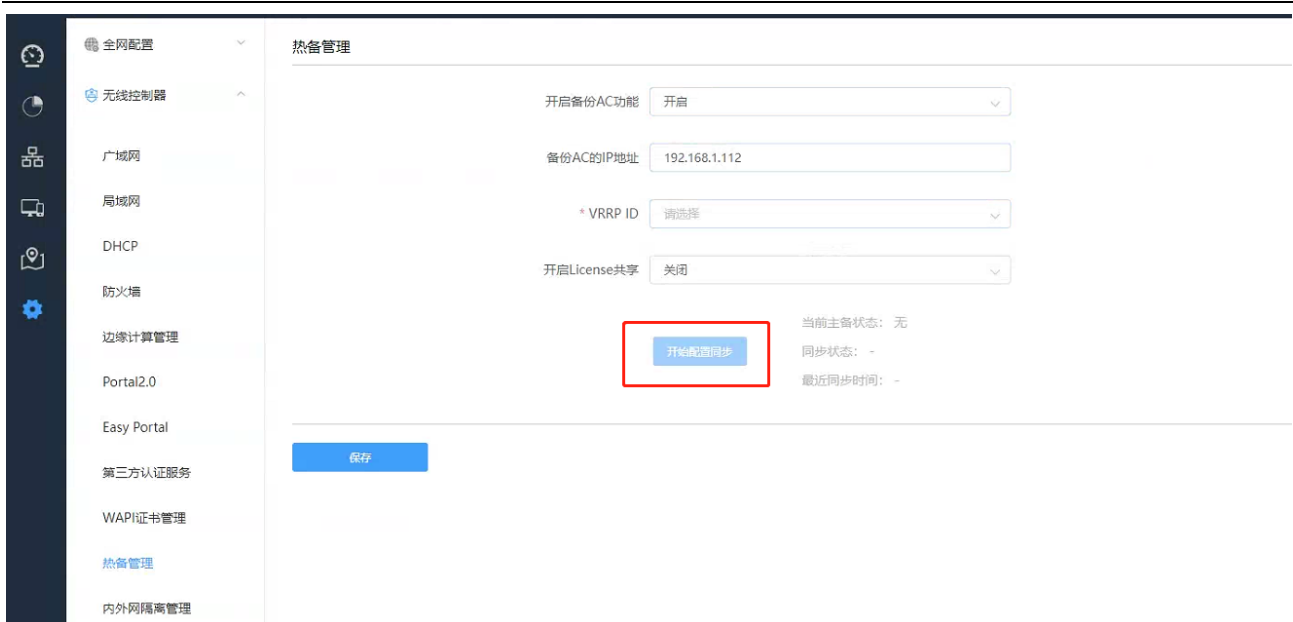 全网配置
无线控制器
广域网
局域网
DHCP
防火墙
边缘计算管理
Portal2.0
Easy Portal
第三方认证服务
WAPI证书管理
热备管理
内外网隔离管理
热备管理
开启备份AC功能 开启
备份AC的IP地址 192.168.1.112
* VRRP ID 请选择
开启License共享 关闭
开始配置同步
当前主备状态: 无
同步状态: -
最近同步时间: -
保存